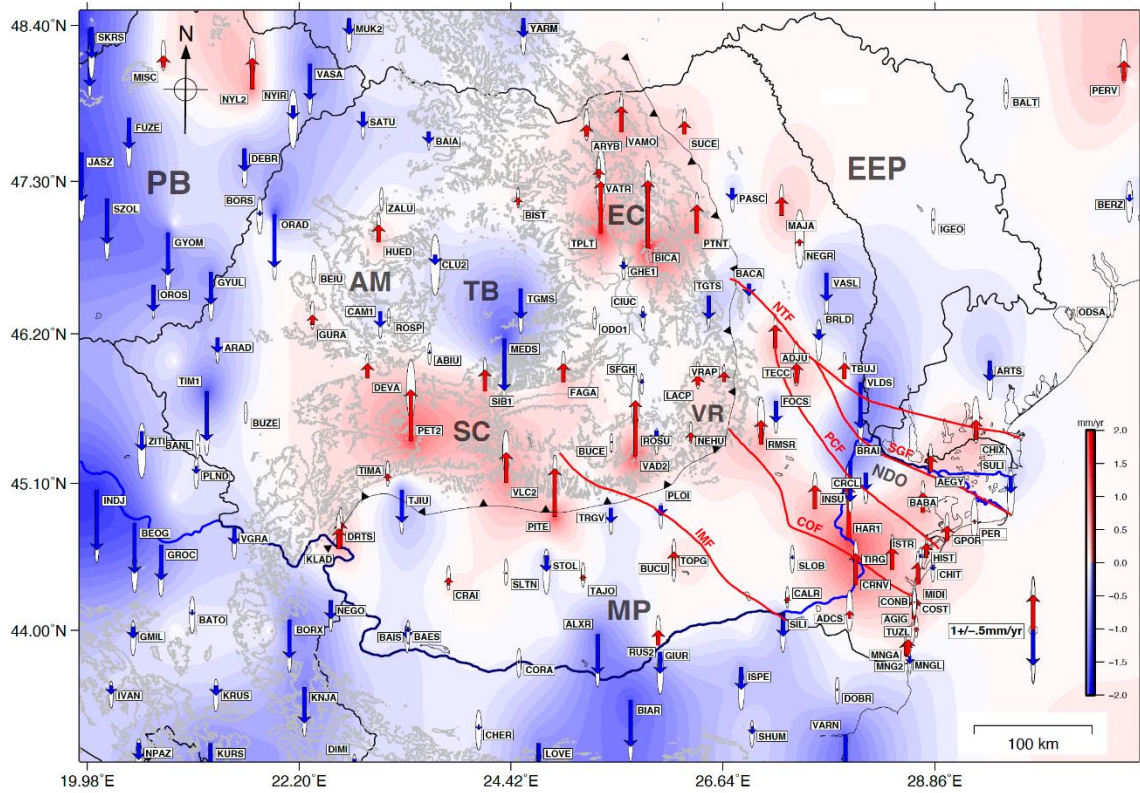 48.40°N
47.30°N
46.20°N
45.10°N
44.00°N
19.98°E
22.20°E
24.42°E
26.64°E
28.86°E
N
SKRS
MUK2
YARM
MISC
VASA
NYL2
NYIR
BALT
PERV
FUZE
SATU
BAIA
ARYB
VAMO
SUCE
JASZ
PB
DEBR
EEP
VATR
SZOL
BORS
ZALU
BIST
EC
PASC
BERZ
ORAD
HUED
TPLT
BICA
PTNT
MAJA
IGEO
GYOM
NEGR
CLU2
GHE1
GYUL
BEIU
AM
TB
TGTS
BACA
VASL
OROS
TGMS
CIUC
NTF
ODSA
CAM1
ROSP
ODO1
BRLD
GURA
ARAD
ABIU
MEDS
SFGH
VRAP
ADJU
TECC
TBUJ
ARTS
TIM1
DEVA
SIB1
FAGA
LACP
VLDS
VR
FOCS
mm/yr
2.0
1.5
1.0
0.5
0.0
−0.5
−1.0
−1.5
−2.0
BUZE
PET2
SC
ZITI
BANL
BUCE
ROSU
NEHU
RMSR
PCF
SGF
BRAI
CHIX
SULI
PLND
TIMA
VAD2
NDO
CRCL
AEGY
INDJ
TJIU
VLC2
PLOI
INSU
BABA
PITE
TRGV
IMF
COF
HAR1
PER
BEOG
VGRA
DRTS
GPOR
GROC
KLAD
ISTR
HIST
STOL
TOPG
TIRG
CHIT
SLTN
BUCU
SLOB
CRAI
TAJO
CRNV
MIDI
NEGO
MP
CALR
CONB
COST
BATO
ALXR
ADCS
AGIG
1+/−.5mm/yr
GMIL
BORX
BAIS
BAES
SILI
TUZL
RUS2
GIUR
MNGA
MNG2
MNGL
CORA
ISPE
IVAN
KRUS
KNJA
DOBR
BIAR
VARN
CHER
SHUM
100 km
NPAZ
KURS
DIMI
LOVE